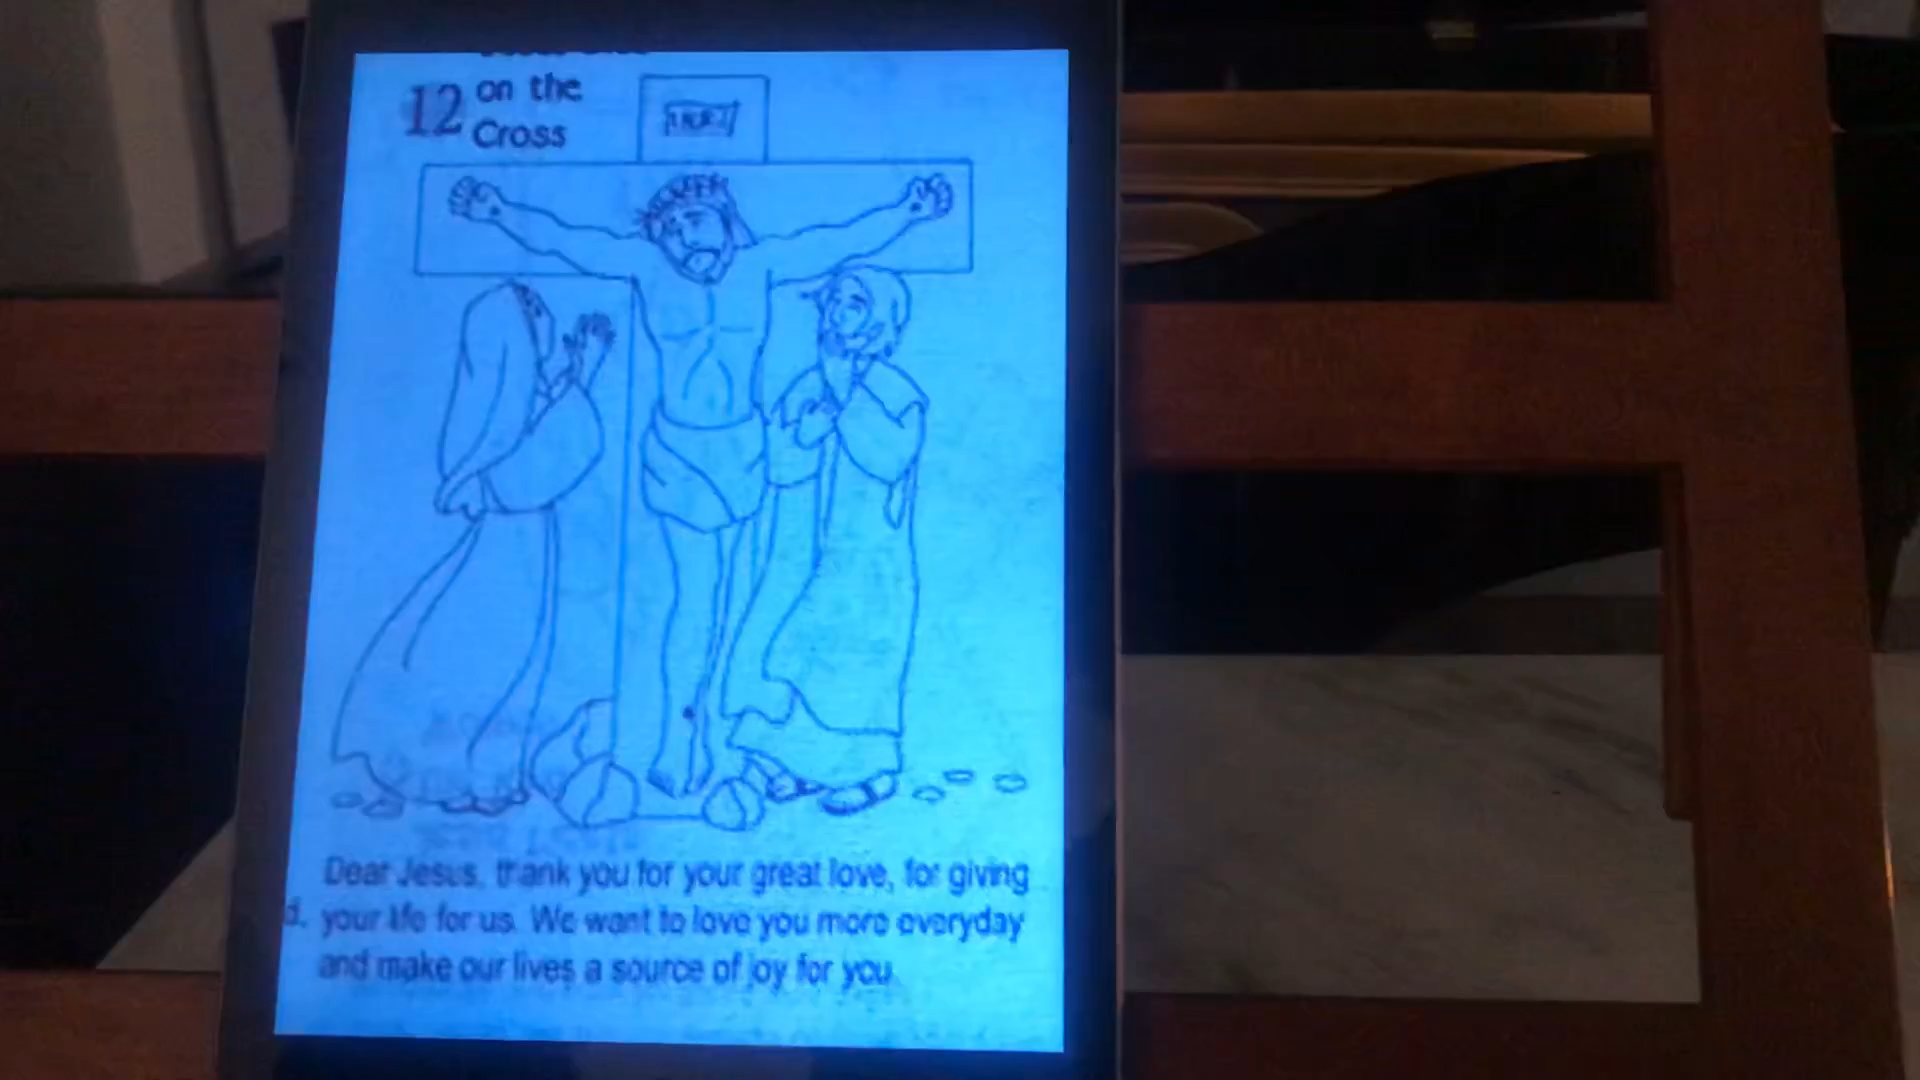 12 on the
Cross
Dear Jesus, thank you for your great love, for giving
d. your life for us. We want to love you more everyday
and make our lives a source of joy for you